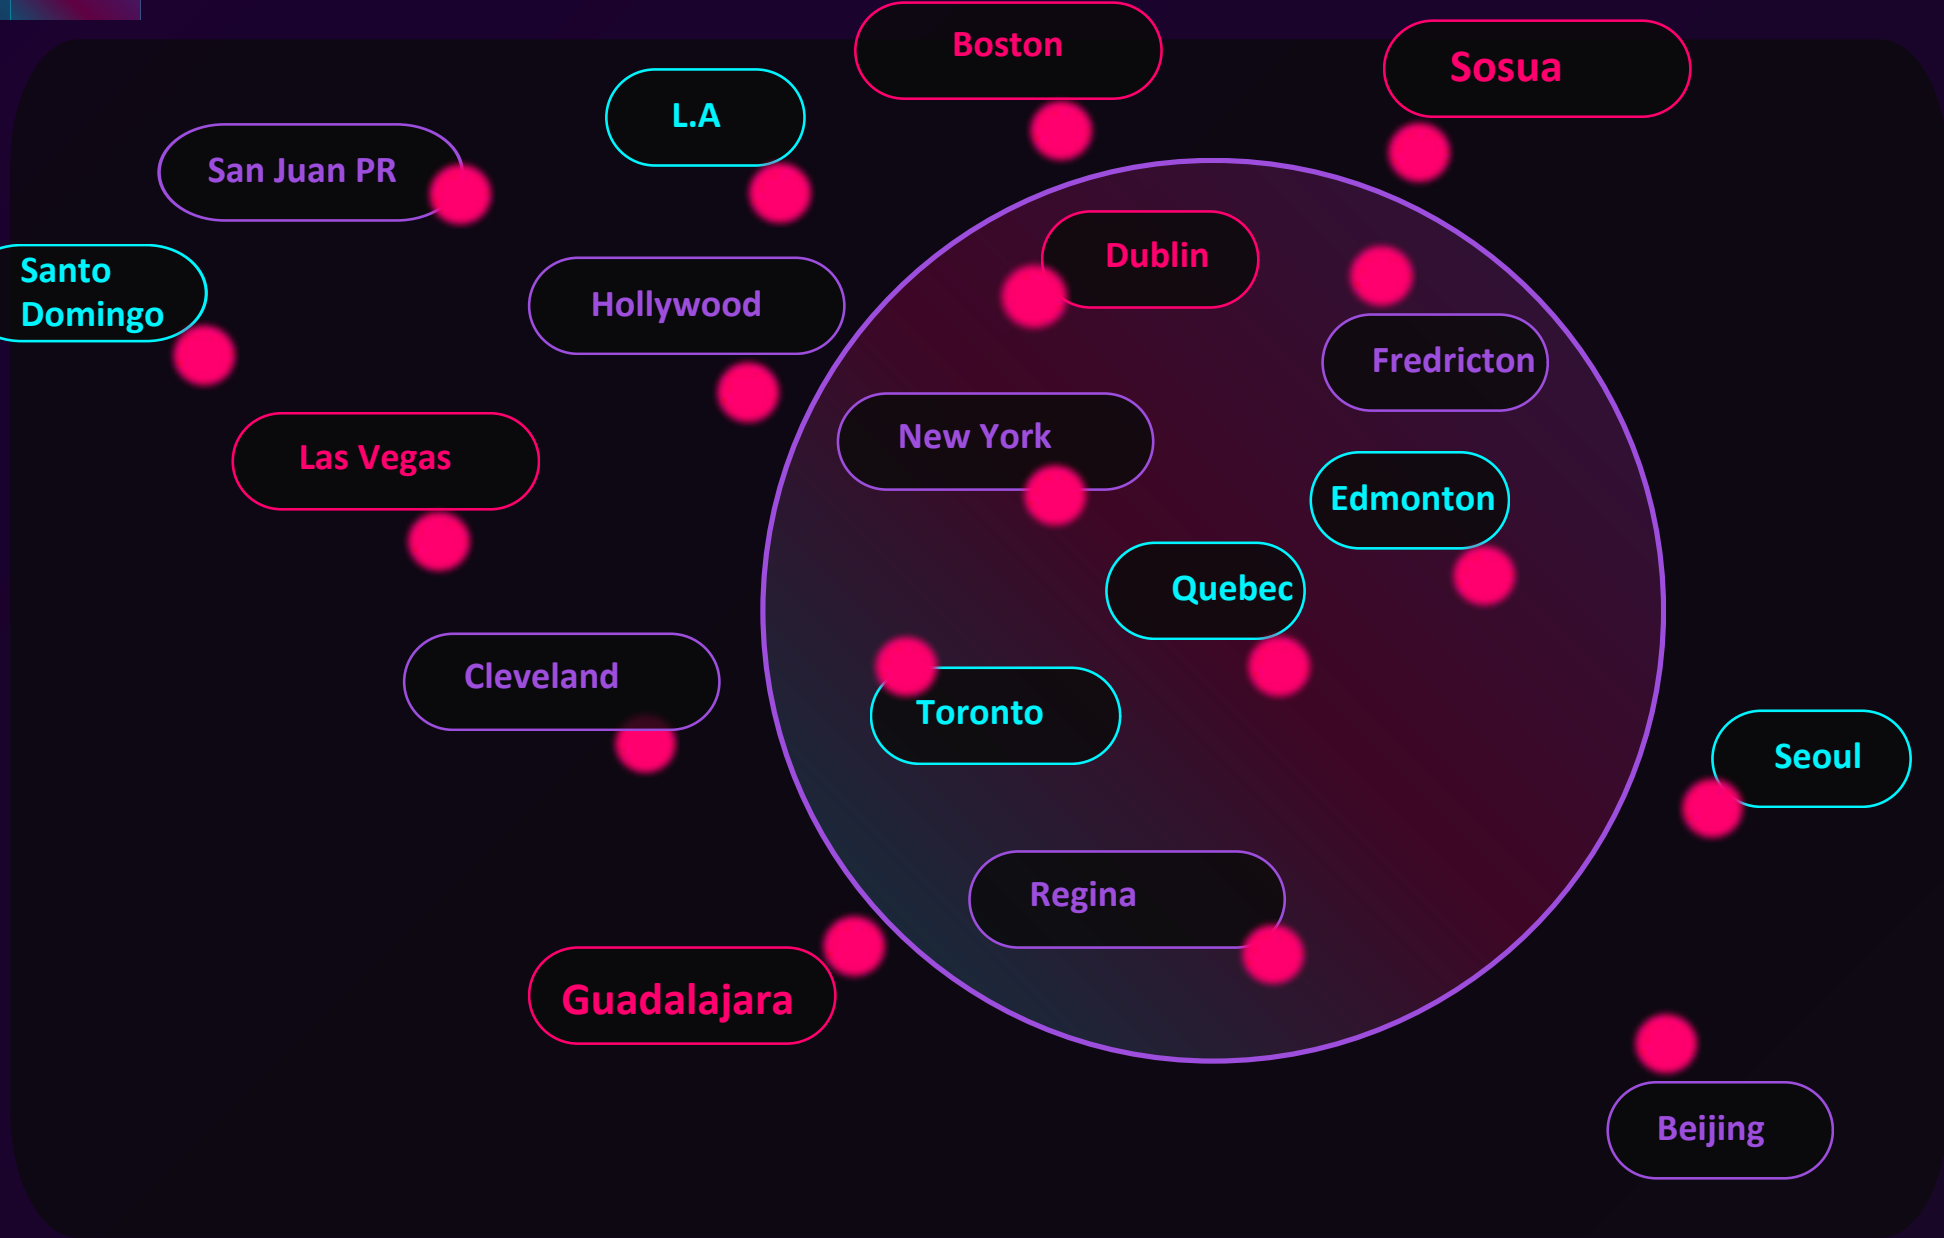 Boston
Sosua
L.A
San Juan PR
Dublin
Santo
Domingo
Hollywood
Fredricton
New York
Las Vegas
Edmonton
Quebec
Cleveland
Toronto
Seoul
Regina
Guadalajara
Beijing